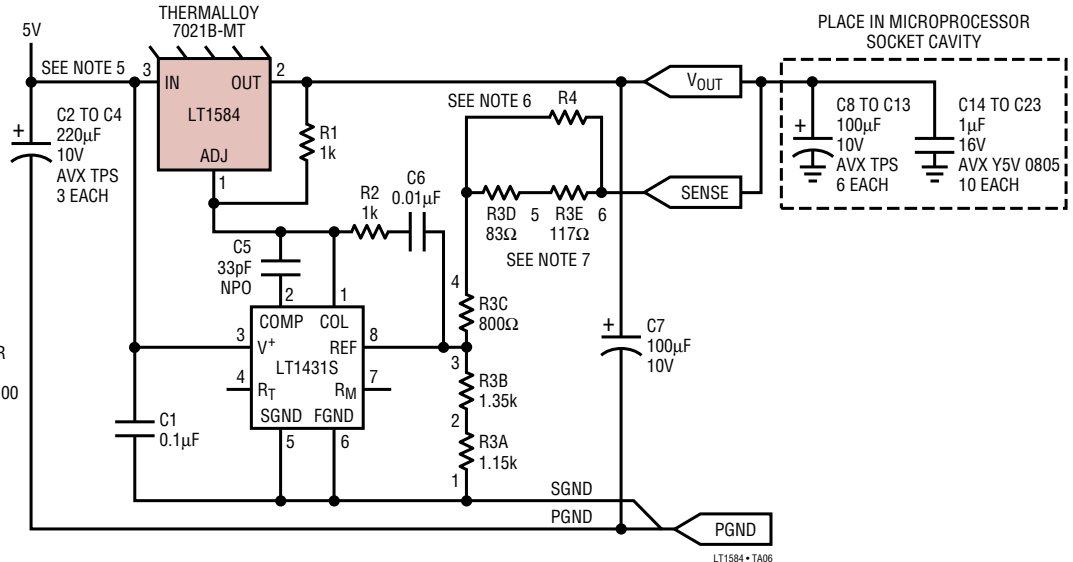 THERMALLOY
7021B-MT
5V
SEE NOTE 5
3
IN
OUT
2
LT1584
ADJ
1
+
C2 TO C4
220µF
10V
AVX TPS
3 EACH
R1
1k
R2
1k
C6
0.01µF
C5
33pF
NPO
2
1
COMP
COL
3
V+
REF
8
LT1431S
4
RT
RM
7
SGND
FGND
5
6
C1
0.1µF
R
00
SEE NOTE 6
R4
R3D
83Ω
5
R3E
117Ω
6
SEE NOTE 7
4
R3C
800Ω
3
R3B
1.35k
2
R3A
1.15k
1
+
C7
100µF
10V
VOUT
SENSE
PLACE IN MICROPROCESSOR
SOCKET CAVITY
+
C8 TO C13
100µF
10V
AVX TPS
6 EACH
C14 TO C23
1µF
16V
AVX Y5V 0805
10 EACH
SGND
PGND
PGND
LT1584 • TA06